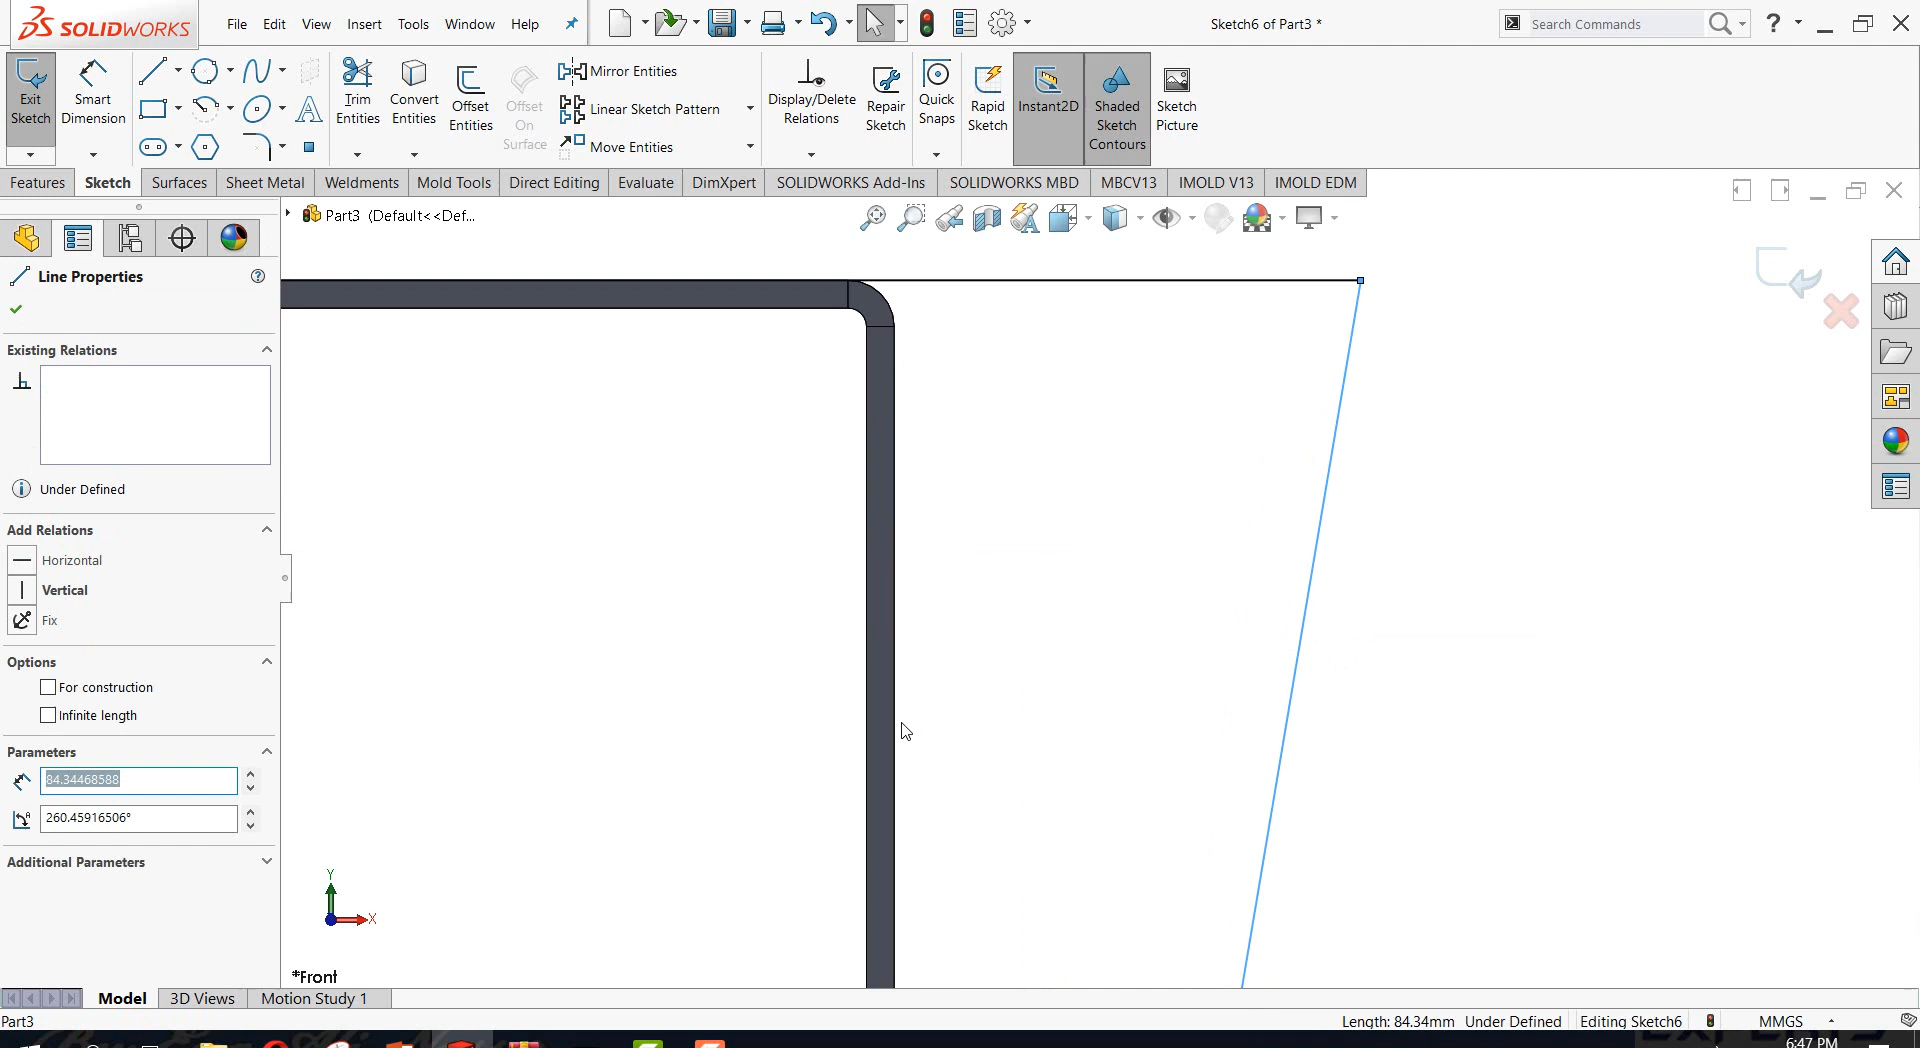 SOLIDWORKS File Edit View Insert Tools Window Help Sketch6 of Part3 * Search Commands ?
Exit Sketch
Smart Dimension
Trim Entities
Convert Entities
Offset Entities
Offset On Surface
Mirror Entities
Linear Sketch Pattern
Move Entities
Display/Delete Relations
Repair Sketch
Quick Snaps
Rapid Sketch
Instant2D
Shaded Sketch Contours
Sketch Picture
Features Sketch Surfaces Sheet Metal Weldments Mold Tools Direct Editing Evaluate DimXpert SOLIDWORKS Add-Ins SOLIDWORKS MBD MBCV13 IMOLD V13 IMOLD EDM
Part3 (Default<<Def...
Line Properties
Existing Relations
Under Defined
Add Relations
Horizontal
Vertical
Fix
Options
For construction
Infinite length
Parameters
84.34468588
260.45916506°
Additional Parameters
Y
X
*Front
Model 3D Views Motion Study 1
Part3 Length: 84.34mm Under Defined Editing Sketch6 MMGS
6:47 PM